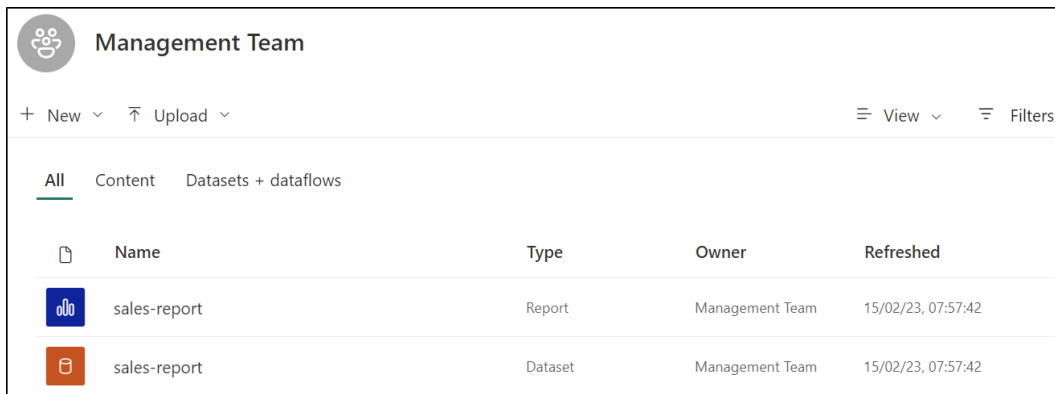 Management Team
+ New Upload View Filters
All Content Datasets + dataflows
Name Type Owner Refreshed
sales-report Report Management Team 15/02/23, 07:57:42
sales-report Dataset Management Team 15/02/23, 07:57:42